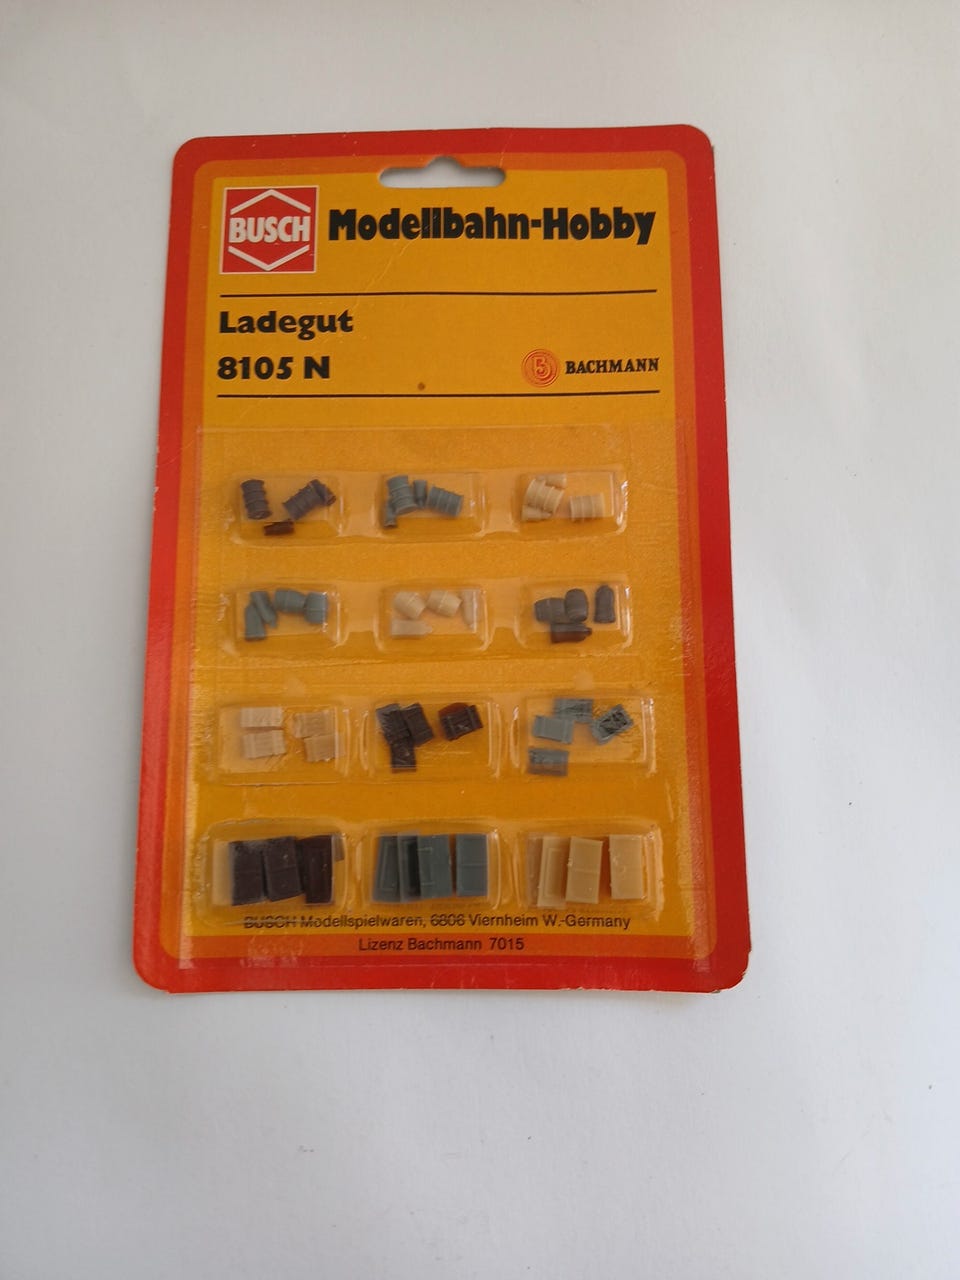 BUSCH
Modellbahn-Hobby
Ladegut
8105 N
BACHMANN
BUSCH Modellspielwaren, 6806 Viernheim W.-Germany
Lizenz Bachmann 7015